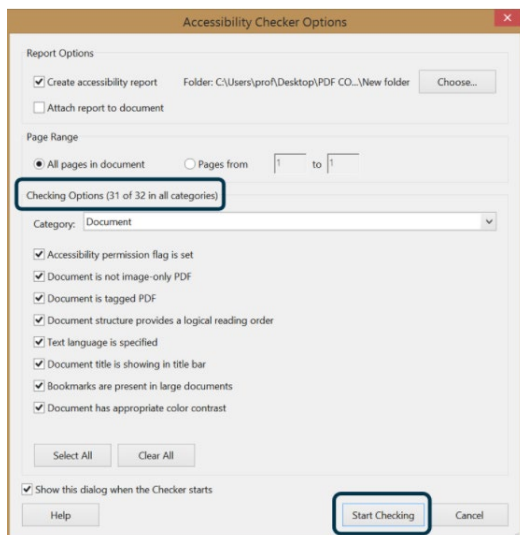 Accessibility Checker Options
Report Options
Create accessibility report Folder: C:\Users\prof\Desktop\PDF CO...\New folder Choose...
Attach report to document
Page Range
All pages in document Pages from 1 to 1
Checking Options (31 of 32 in all categories)
Category: Document
Accessibility permission flag is set
Document is not image-only PDF
Document is tagged PDF
Document structure provides a logical reading order
Text language is specified
Document title is showing in title bar
Bookmarks are present in large documents
Document has appropriate color contrast
Select All Clear All
Show this dialog when the Checker starts
Help Start Checking Cancel